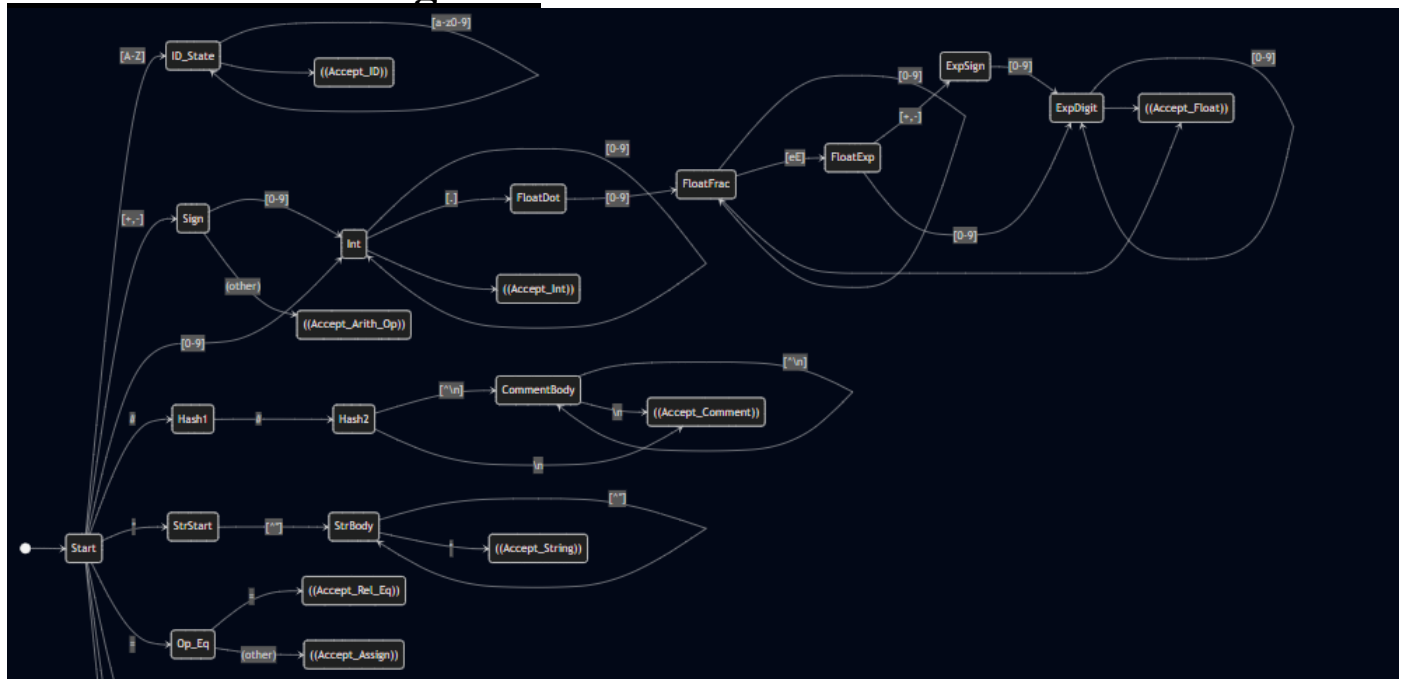 [a-z0-9]
[A-Z]
ID_State
((Accept_ID))
ExpSign
[0-9]
[0-9]
[0-9]
ExpDigit
((Accept_Float))
[+,-]
[eE]
FloatExp
FloatFrac
[0-9]
[0-9]
[.]
FloatDot
[0-9]
[0-9]
[+,-]
Sign
Int
[0-9]
(other)
((Accept_Int))
((Accept_Arith_Op))
[0-9]
[^\n]
[^\n]
CommentBody
#
Hash1
#
Hash2
\n
((Accept_Comment))
\n
[^"]
"
StrStart
[^"]
StrBody
"
((Accept_String))
Start
((Accept_Rel_Eq))
=
=
Op_Eq
(other)
((Accept_Assign))